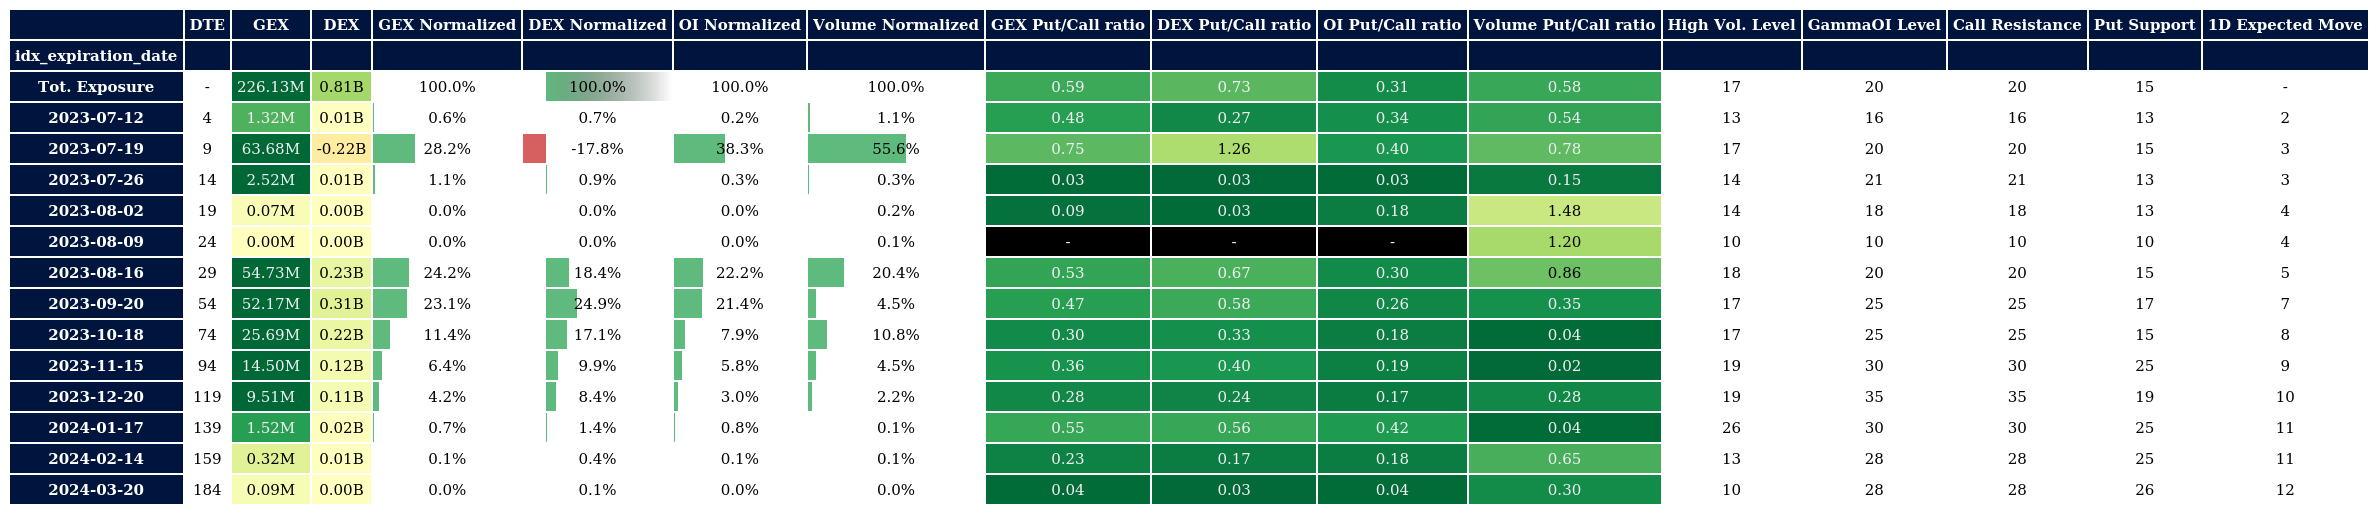 DTE GEX DEX GEX Normalized DEX Normalized OI Normalized Volume Normalized GEX Put/Call ratio DEX Put/Call ratio OI Put/Call ratio Volume Put/Call ratio High Vol. Level GammaOI Level Call Resistance Put Support 1D Expected Move
idx_expiration_date
Tot. Exposure - 226.13M 0.81B 100.0% 100.0% 100.0% 100.0% 0.59 0.73 0.31 0.58 17 20 20 15 -
2023-07-12 4 1.32M 0.01B 0.6% 0.7% 0.2% 1.1% 0.48 0.27 0.34 0.54 13 16 16 13 2
2023-07-19 9 63.68M -0.22B 28.2% -17.8% 38.3% 55.6% 0.75 1.26 0.40 0.78 17 20 20 15 3
2023-07-26 14 2.52M 0.01B 1.1% 0.9% 0.3% 0.3% 0.03 0.03 0.03 0.15 14 21 21 13 3
2023-08-02 19 0.07M 0.00B 0.0% 0.0% 0.0% 0.2% 0.09 0.03 0.18 1.48 14 18 18 13 4
2023-08-09 24 0.00M 0.00B 0.0% 0.0% 0.0% 0.1% - - - 1.20 10 10 10 10 4
2023-08-16 29 54.73M 0.23B 24.2% 18.4% 22.2% 20.4% 0.53 0.67 0.30 0.86 18 20 20 15 5
2023-09-20 54 52.17M 0.31B 23.1% 24.9% 21.4% 4.5% 0.47 0.58 0.26 0.35 17 25 25 17 7
2023-10-18 74 25.69M 0.22B 11.4% 17.1% 7.9% 10.8% 0.30 0.33 0.18 0.04 17 25 25 15 8
2023-11-15 94 14.50M 0.12B 6.4% 9.9% 5.8% 4.5% 0.36 0.40 0.19 0.02 19 30 30 25 9
2023-12-20 119 9.51M 0.11B 4.2% 8.4% 3.0% 2.2% 0.28 0.24 0.17 0.28 19 35 35 19 10
2024-01-17 139 1.52M 0.02B 0.7% 1.4% 0.8% 0.1% 0.55 0.56 0.42 0.04 26 30 30 25 11
2024-02-14 159 0.32M 0.01B 0.1% 0.4% 0.1% 0.1% 0.23 0.17 0.18 0.65 13 28 28 25 11
2024-03-20 184 0.09M 0.00B 0.0% 0.1% 0.0% 0.0% 0.04 0.03 0.04 0.30 10 28 28 26 12